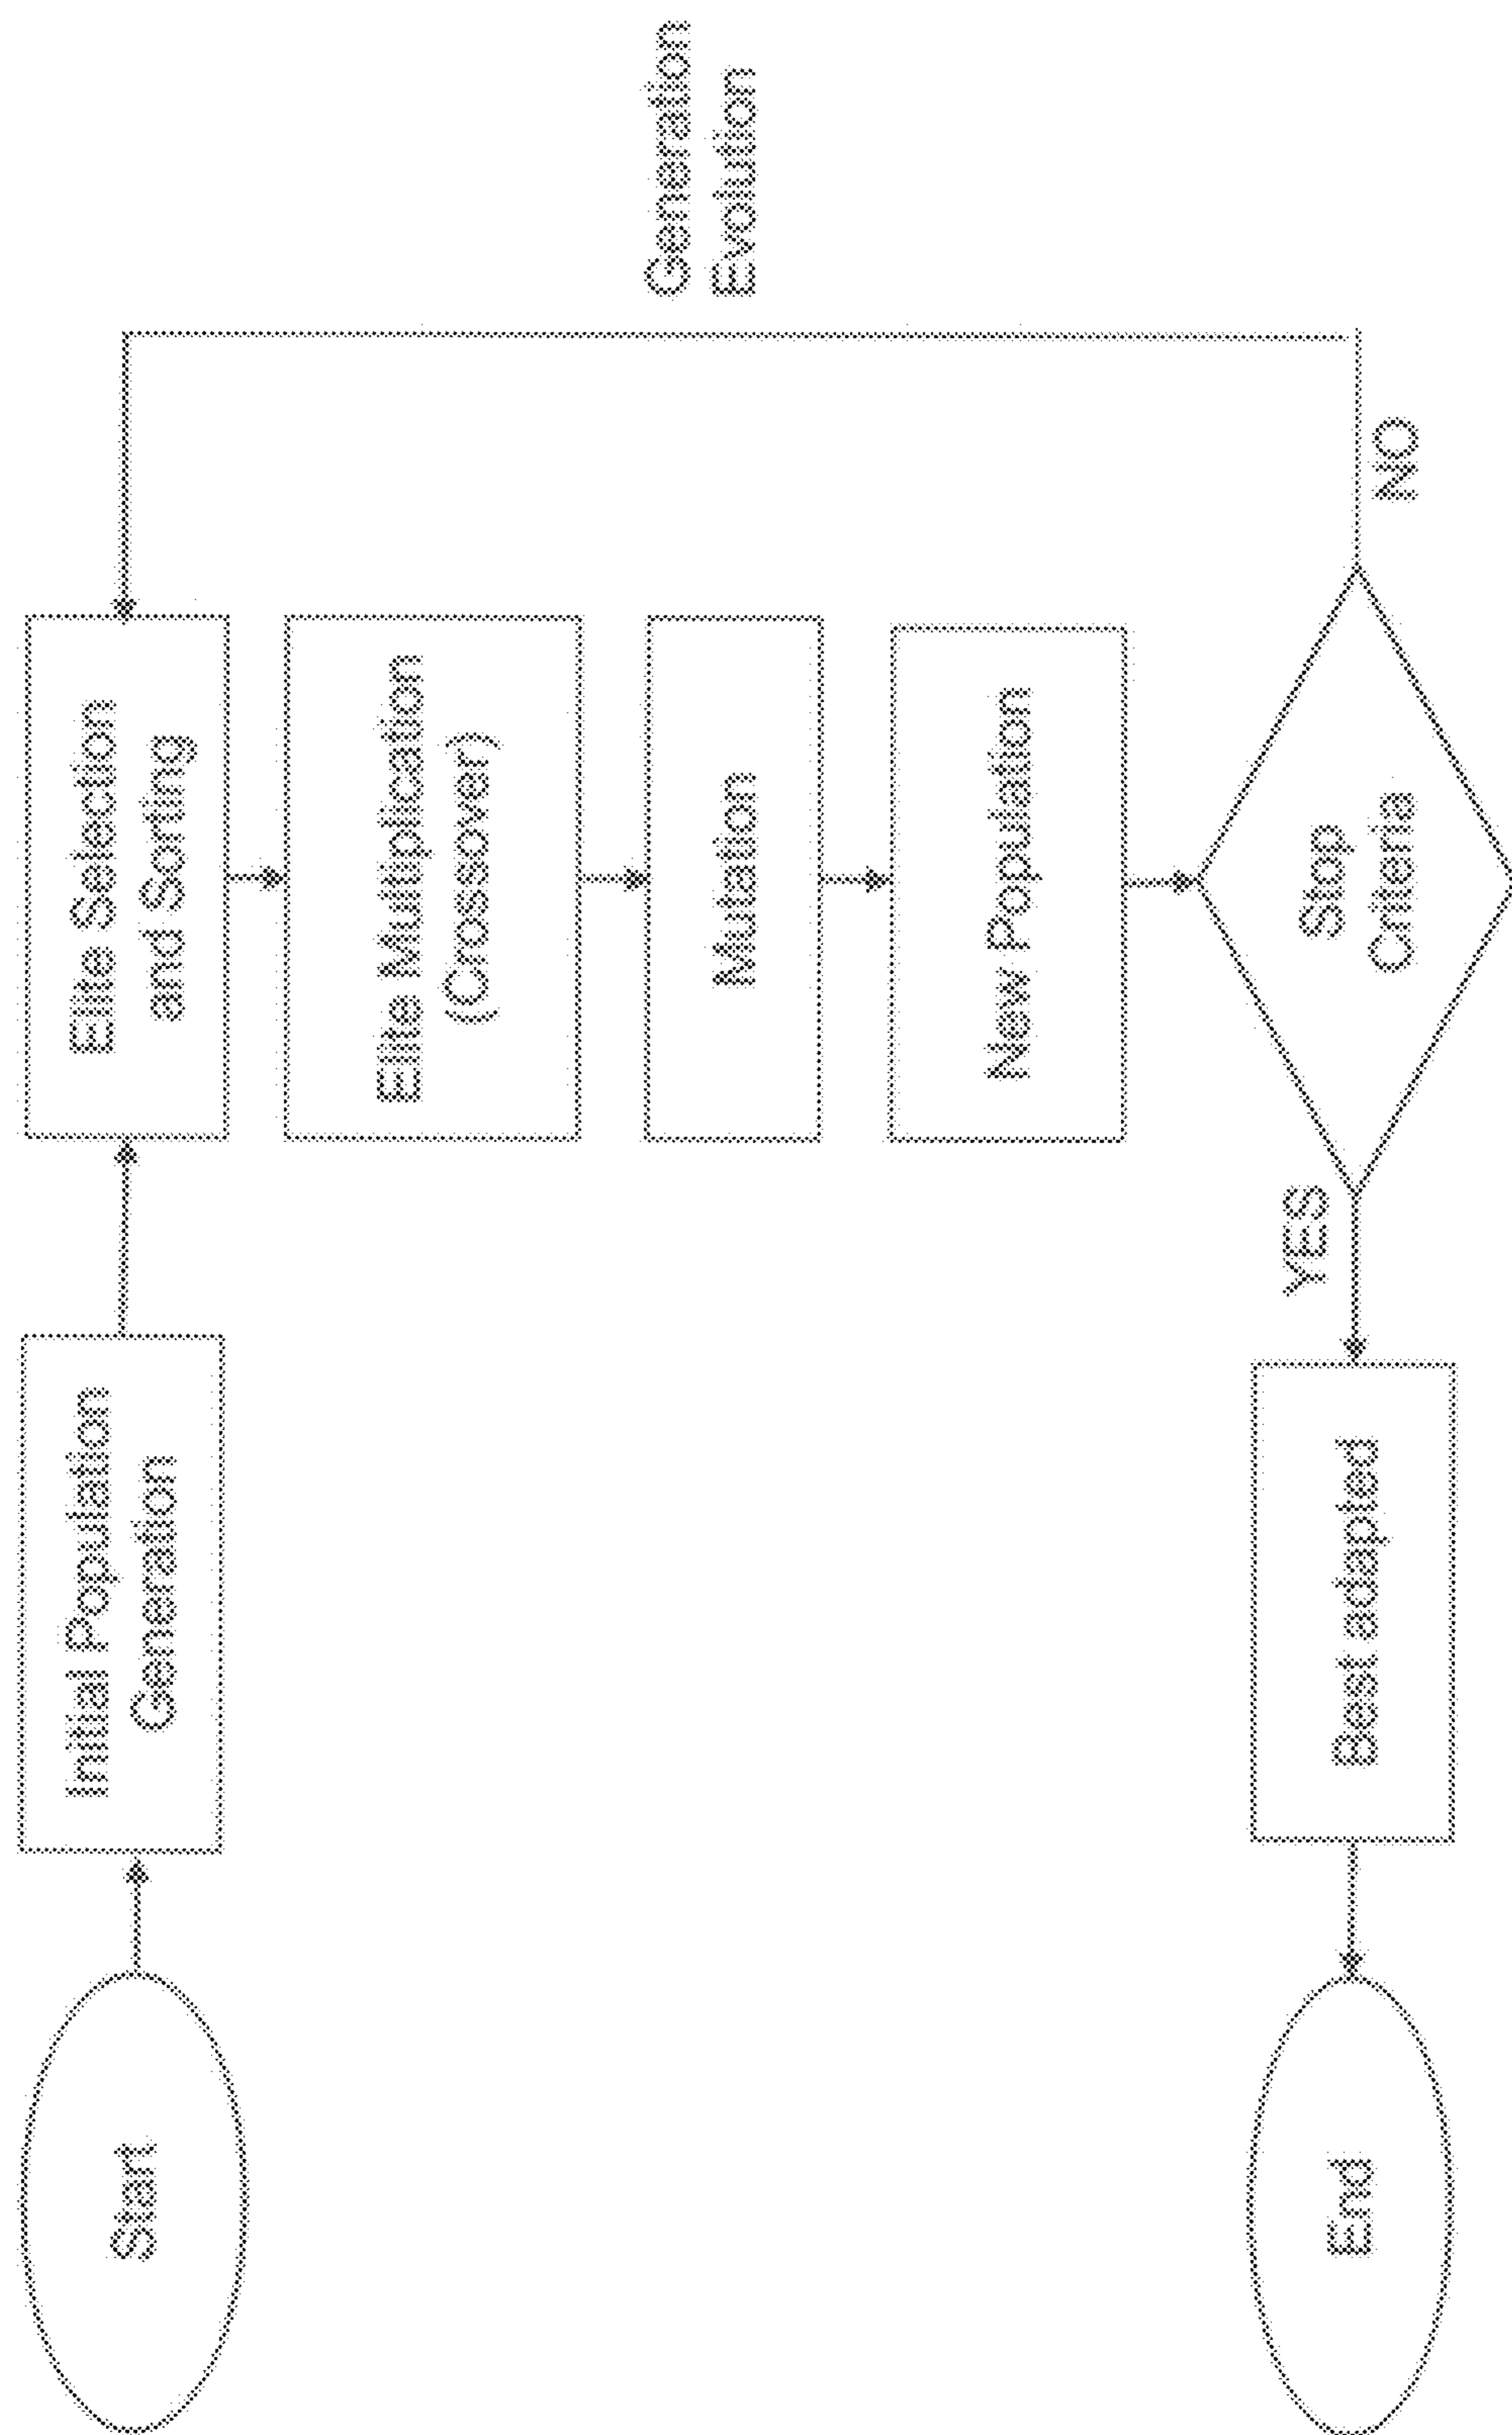 Start
Initial Population
Generation
Elite Selection
and Sorting
Elite Multiplication
(Crossover)
Mutation
Generation
Evolution
New Population
Stop
Criteria
NO
YES
Best adapted
End